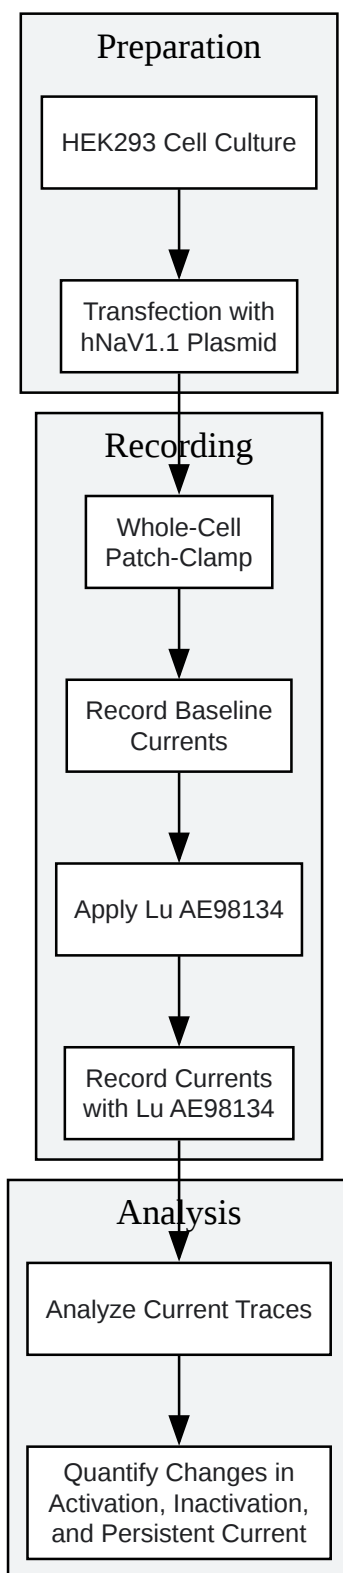 Preparation
HEK293 Cell Culture
Transfection with
hNaV1.1 Plasmid
Recording
Whole-Cell
Patch-Clamp
Record Baseline
Currents
Apply Lu AE98134
Record Currents
with Lu AE98134
Analysis
Analyze Current Traces
Quantify Changes in
Activation, Inactivation,
and Persistent Current